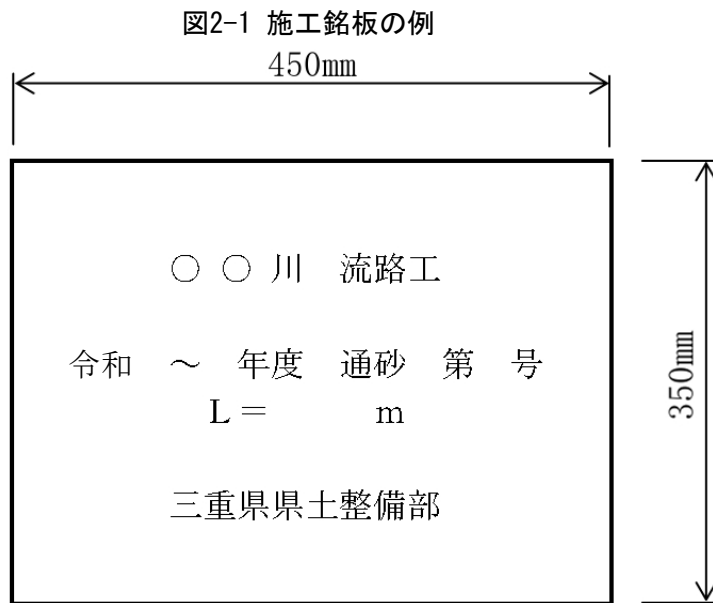 図2-1 施工銘板の例
450mm
○ ○ 川 流路工
令和 ～ 年度 通砂 第 号
L = m
三重県県土整備部
350mm